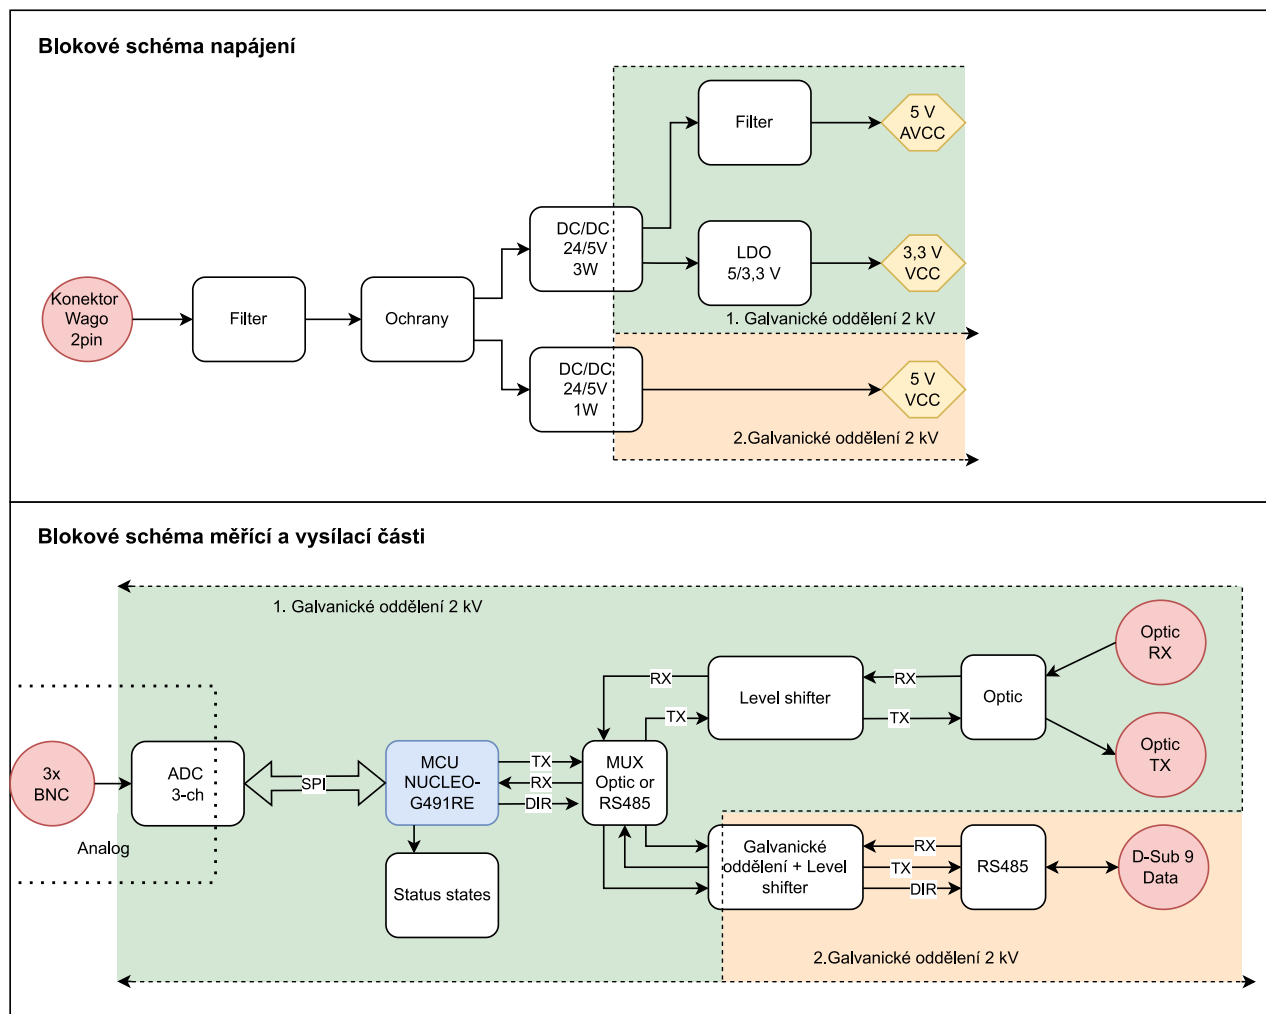 Blokové schéma napájení
5 V
AVCC
Filter
DC/DC
24/5V
3W
LDO
5/3,3 V
3,3 V
VCC
Konektor
Wago
2pin
Filter
Ochrany
1. Galvanické oddělení 2 kV
DC/DC
24/5V
1W
5 V
VCC
2.Galvanické oddělení 2 kV
Blokové schéma měřící a vysílací části
1. Galvanické oddělení 2 kV
Optic
RX
RX
Level shifter
RX
Optic
TX
TX
Optic
TX
3x
BNC
ADC
3-ch
SPI
MCU
NUCLEO-
G491RE
TX
RX
DIR
MUX
Optic or
RS485
Analog
Status states
Galvanické
oddělení + Level
shifter
RX
TX
DIR
RS485
D-Sub 9
Data
2.Galvanické oddělení 2 kV